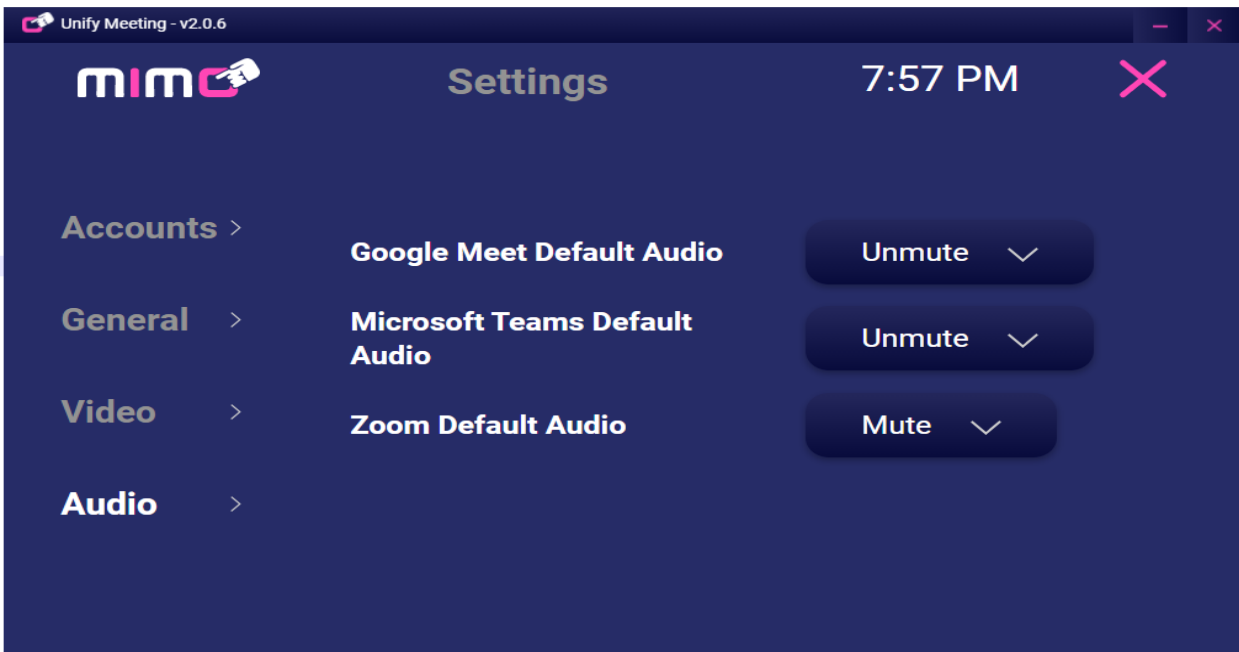 Unify Meeting - v2.0.6
mimo
Settings
7:57 PM
Accounts >
General >
Video >
Audio >
Google Meet Default Audio
Unmute
Microsoft Teams Default
Audio
Unmute
Zoom Default Audio
Mute